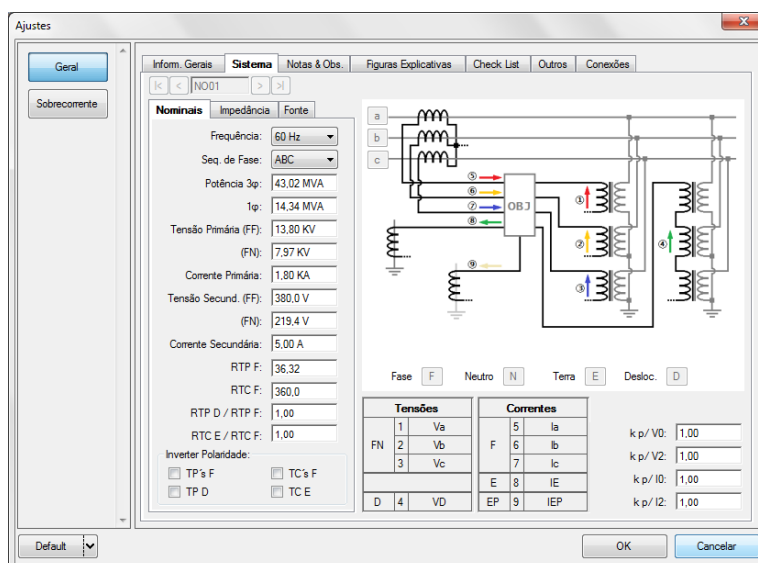 Ajustes
Geral
Sobrecorrente
Inform. Gerais Sistema Notas & Obs. Figuras Explicativas Check List Outros Conexões
|< < NO01 > >|
Nominais Impedância Fonte
Frequência: 60 Hz
Seq. de Fase: ABC
Potência 3φ: 43,02 MVA
1φ: 14,34 MVA
Tensão Primária (FF): 13,80 KV
(FN): 7,97 KV
Corrente Primária: 1,80 KA
Tensão Secund. (FF): 380,0 V
(FN): 219,4 V
Corrente Secundária: 5,00 A
RTP F: 36,32
RTC F: 360,0
RTP D / RTP F: 1,00
RTC E / RTC F: 1,00
Inverter Polaridade:
TP´s F TC´s F
TP D TC E
a
b
c
⑤
⑥
⑦
⑧
OBJ
①
②
④
⑨
③
Fase F Neutro N Terra E Desloc. D
Tensões Correntes
FN 1 Va F 5 Ia
2 Vb 6 Ib
3 Vc 7 Ic
E 8 IE
D 4 VD EP 9 IEP
k p/ V0: 1,00
k p/ V2: 1,00
k p/ I0: 1,00
k p/ I2: 1,00
Default OK Cancelar